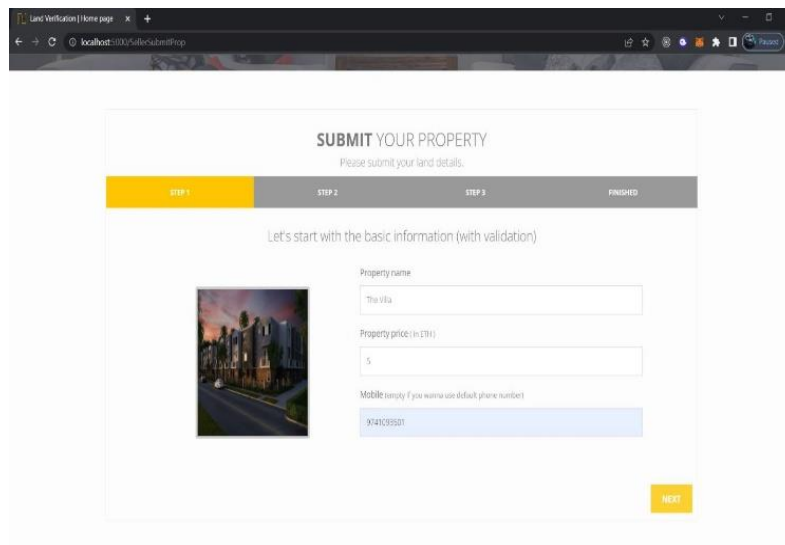 Land Verification | Home page
localhost:5000/SellerSubmitProp
Paused
SUBMIT YOUR PROPERTY
Please submit your land details.
STEP 1 STEP 2 STEP 3 FINISHED
Let's start with the basic information (with validation)
Property name
The Villa
Property price ( in ETH )
5
Mobile (empty if you wanna use default phone number)
9741093501
NEXT